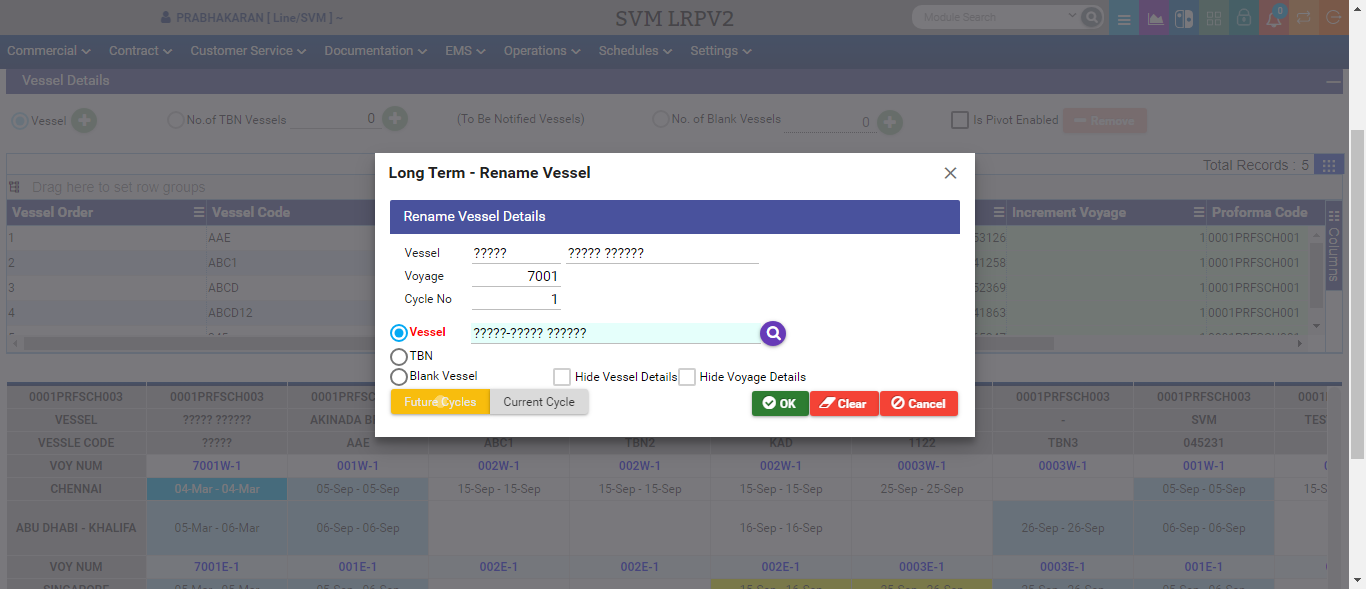 PRABHAKARAN [ Line/SVM ] ~ SVM LRPV2 Module Search 0
Commercial Contract Customer Service Documentation EMS Operations Schedules Settings
Vessel Details
Vessel No.of TBN Vessels 0 (To Be Notified Vessels) No. of Blank Vessels 0 Is Pivot Enabled Remove
Total Records : 5
Drag here to set row groups
Vessel Order Vessel Code Increment Voyage Proforma Code
1 AAE 53126 1 0001PRFSCH001
2 ABC1 41258 1 0001PRFSCH001
3 ABCD 52369 1 0001PRFSCH001
4 ABCD12 41863 1 0001PRFSCH001
Columns
Long Term - Rename Vessel
Rename Vessel Details
Vessel ????? ????? ??????
Voyage 7001
Cycle No 1
Vessel ?????-????? ??????
TBN
Blank Vessel Hide Vessel Details Hide Voyage Details
Future Cycles Current Cycle OK Clear Cancel
0001PRFSCH003 0001PRFSCH003 0001PRFSCH003 0001PRFSCH003
VESSEL ????? ?????? AKINADA - SVM
VESSLE CODE ????? AAE ABC1 TBN2 KAD 1122 TBN3 045231
VOY NUM 7001W-1 001W-1 002W-1 002W-1 002W-1 0003W-1 0003W-1 001W-1
CHENNAI 04-Mar - 04-Mar 05-Sep - 05-Sep 15-Sep - 15-Sep 15-Sep - 15-Sep 15-Sep - 15-Sep 25-Sep - 25-Sep 05-Sep - 05-Sep
ABU DHABI - KHALIFA 05-Mar - 06-Mar 06-Sep - 06-Sep 16-Sep - 16-Sep 26-Sep - 26-Sep 06-Sep - 06-Sep
VOY NUM 7001E-1 001E-1 002E-1 002E-1 002E-1 0003E-1 0003E-1 001E-1